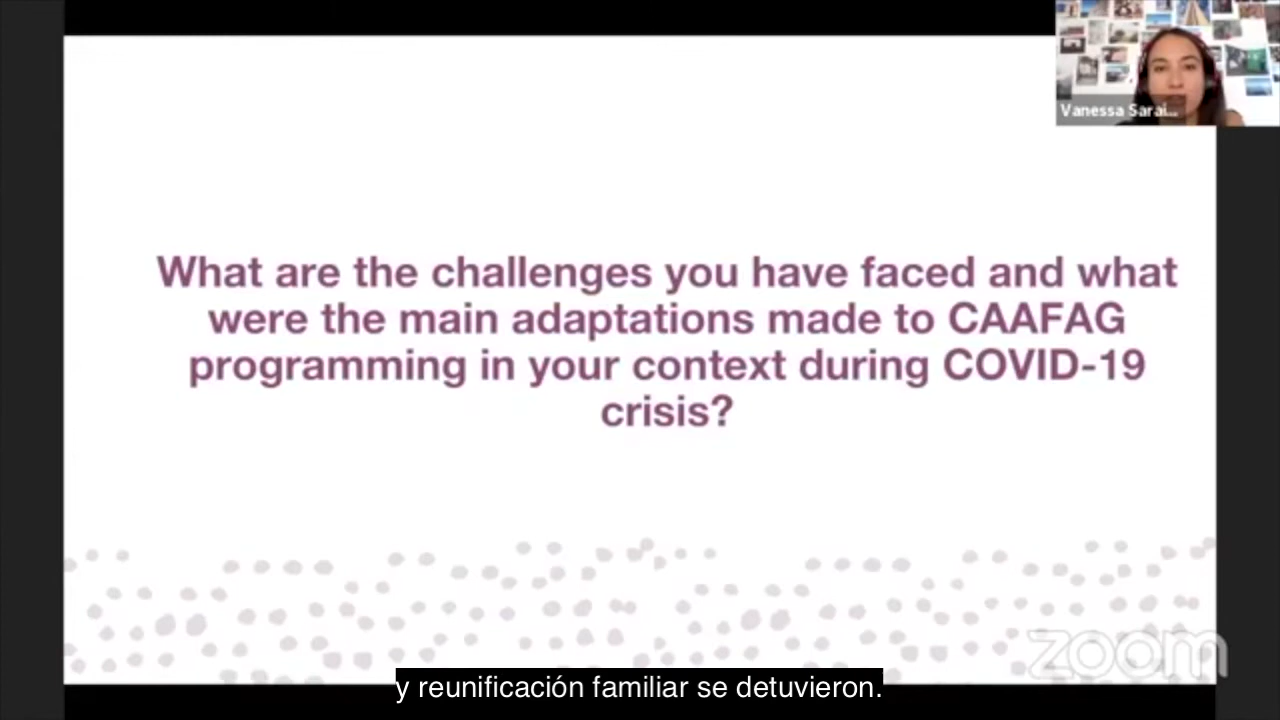 Vanessa Sarai...
What are the challenges you have faced and what
were the main adaptations made to CAAFAG
programming in your context during COVID-19
crisis?
zoom
y reunificación familiar se detuvieron.